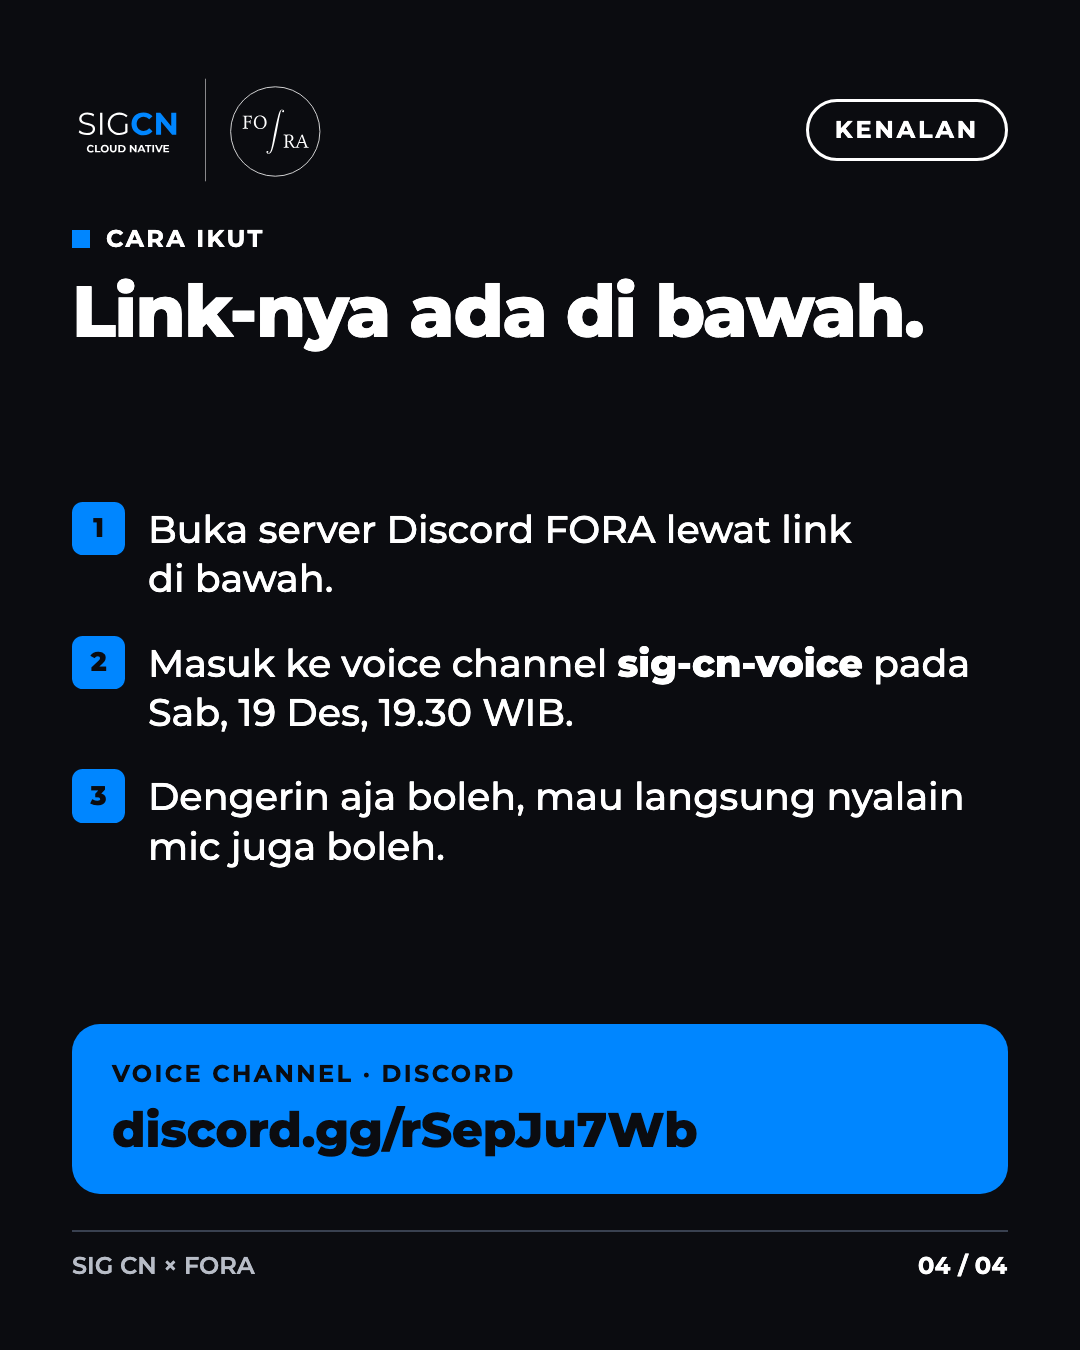 SIGCN
CLOUD NATIVE
FO
RA
KENALAN
CARA IKUT
Link-nya ada di bawah.
1
Buka server Discord FORA lewat link
di bawah.
2
Masuk ke voice channel sig-cn-voice pada
Sab, 19 Des, 19.30 WIB.
3
Dengerin aja boleh, mau langsung nyalain
mic juga boleh.
VOICE CHANNEL · DISCORD
discord.gg/rSepJu7Wb
SIG CN × FORA
04 / 04